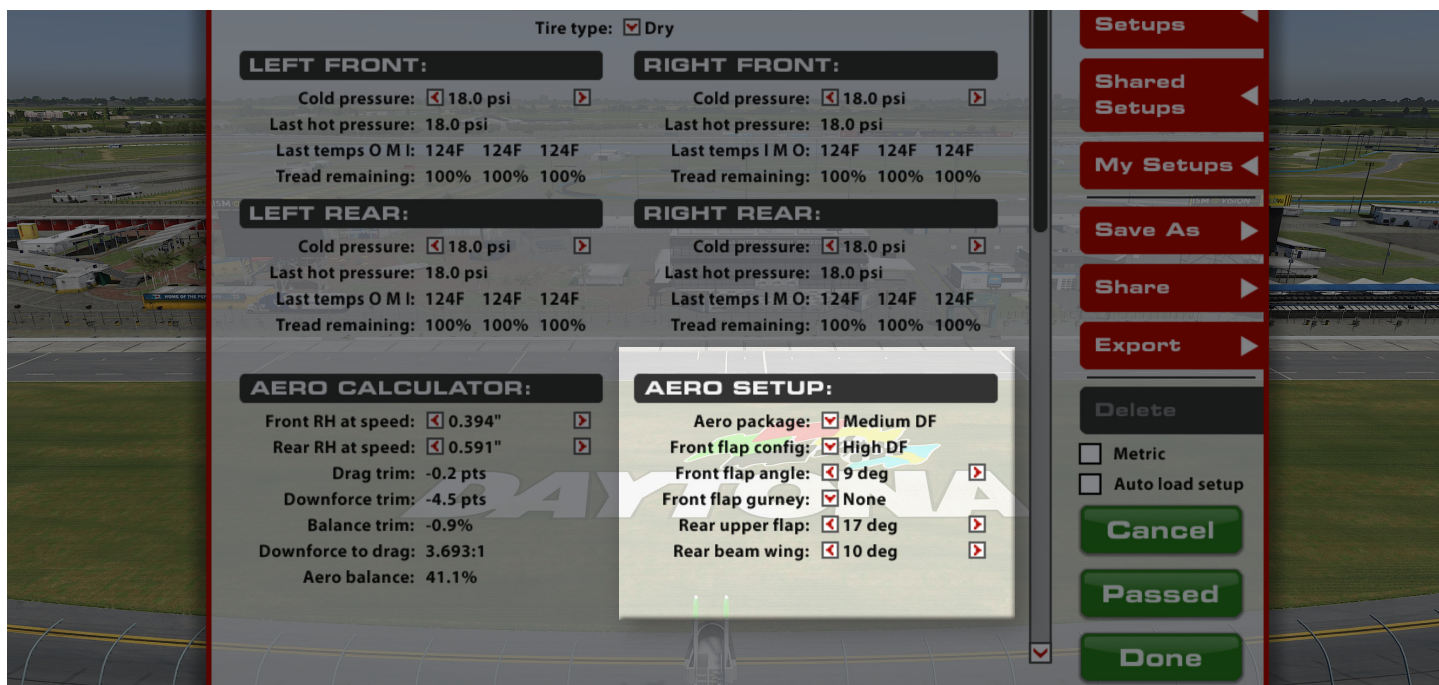 Tire type: Dry
LEFT FRONT:
Cold pressure: 18.0 psi
Last hot pressure: 18.0 psi
Last temps O M I: 124F 124F 124F
Tread remaining: 100% 100% 100%
RIGHT FRONT:
Cold pressure: 18.0 psi
Last hot pressure: 18.0 psi
Last temps I M O: 124F 124F 124F
Tread remaining: 100% 100% 100%
LEFT REAR:
Cold pressure: 18.0 psi
Last hot pressure: 18.0 psi
Last temps O M I: 124F 124F 124F
Tread remaining: 100% 100% 100%
RIGHT REAR:
Cold pressure: 18.0 psi
Last hot pressure: 18.0 psi
Last temps I M O: 124F 124F 124F
Tread remaining: 100% 100% 100%
AERO CALCULATOR:
Front RH at speed: 0.394"
Rear RH at speed: 0.591"
Drag trim: -0.2 pts
Downforce trim: -4.5 pts
Balance trim: -0.9%
Downforce to drag: 3.693:1
Aero balance: 41.1%
AERO SETUP:
Aero package: Medium DF
Front flap config: High DF
Front flap angle: 9 deg
Front flap gurney: None
Rear upper flap: 17 deg
Rear beam wing: 10 deg
DAYTONA
Setups
Shared
Setups
My Setups
Save As
Share
Export
Delete
Metric
Auto load setup
Cancel
Passed
Done